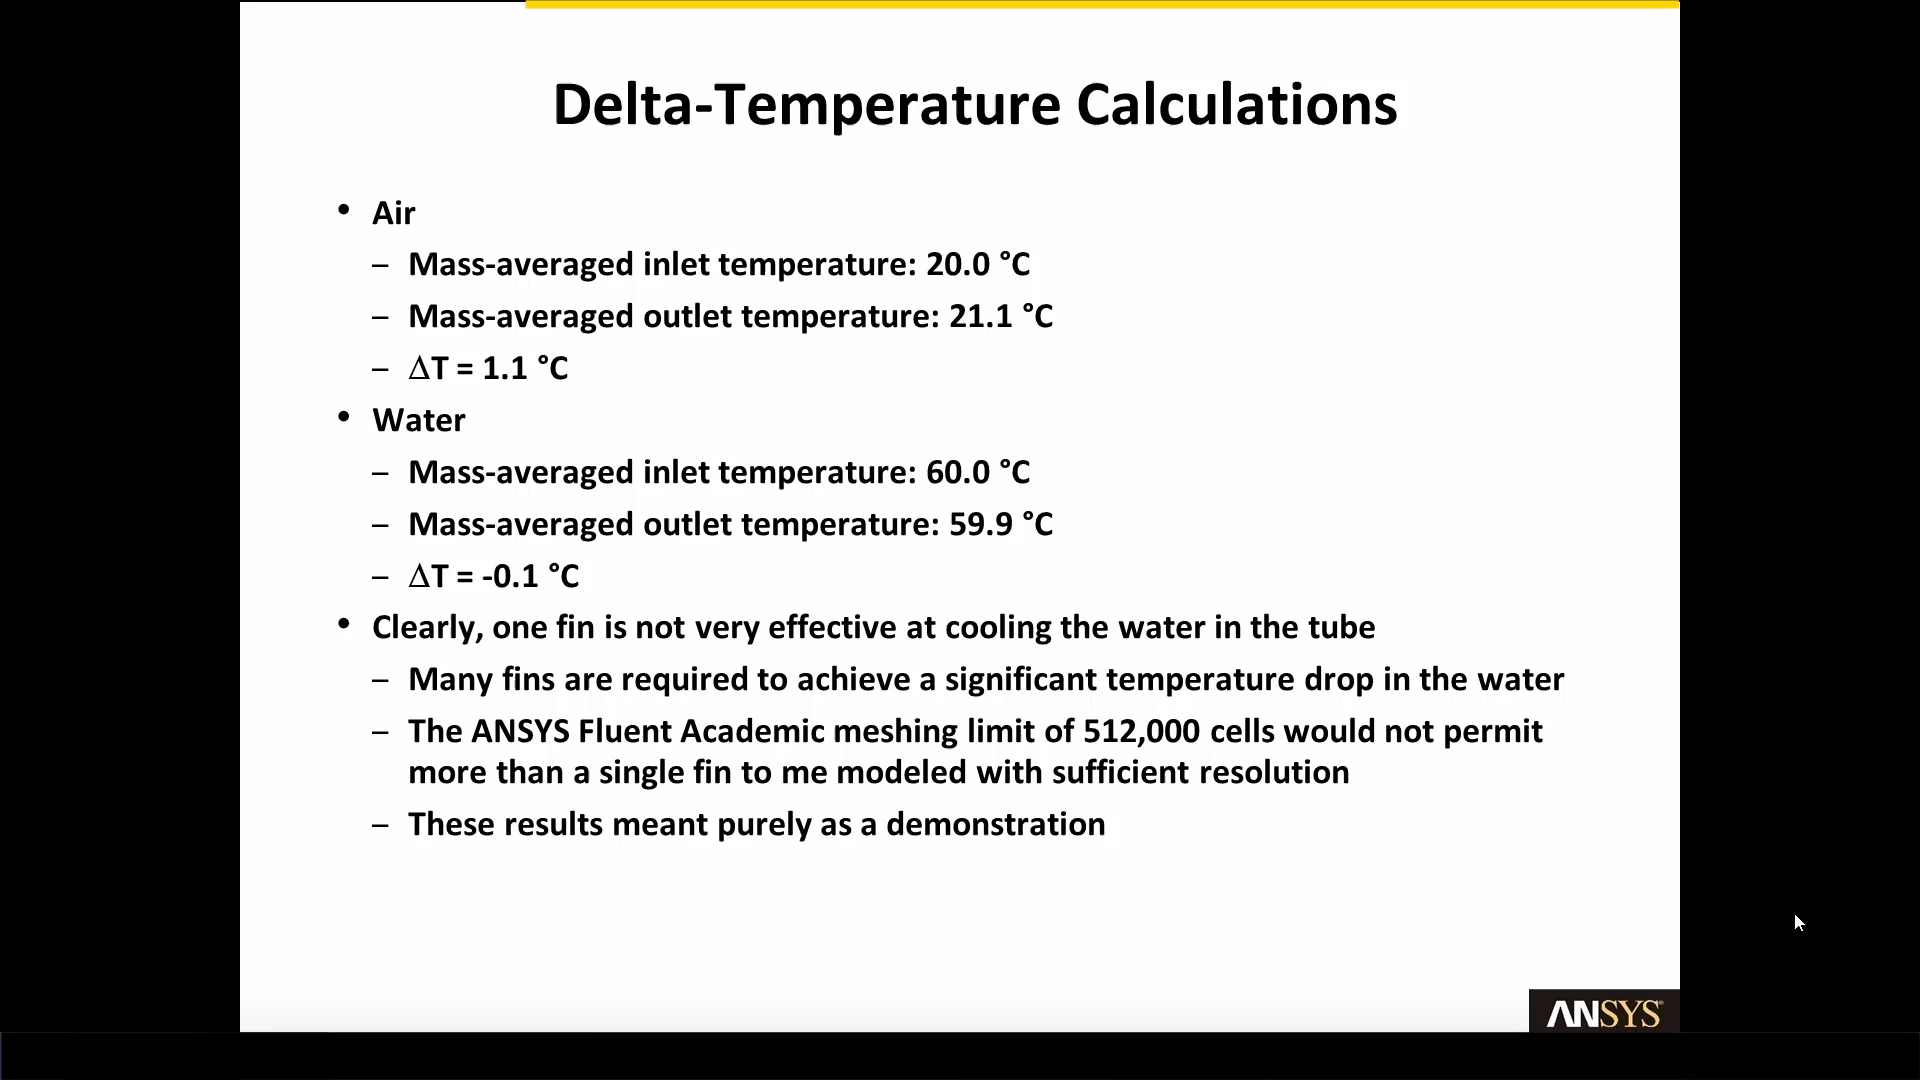 Delta-Temperature Calculations
• Air
– Mass-averaged inlet temperature: 20.0 °C
– Mass-averaged outlet temperature: 21.1 °C
– ΔT = 1.1 °C
• Water
– Mass-averaged inlet temperature: 60.0 °C
– Mass-averaged outlet temperature: 59.9 °C
– ΔT = -0.1 °C
• Clearly, one fin is not very effective at cooling the water in the tube
– Many fins are required to achieve a significant temperature drop in the water
– The ANSYS Fluent Academic meshing limit of 512,000 cells would not permit
more than a single fin to me modeled with sufficient resolution
– These results meant purely as a demonstration
ANSYS®